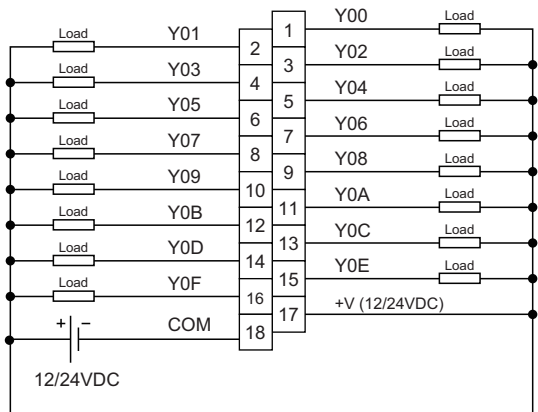 Y00 Load
1
Load Y01
2
Y02 Load
3
Load Y03
4
Y04 Load
5
Load Y05
6
Y06 Load
7
Load Y07
8
Y08 Load
9
Load Y09
10
Y0A Load
11
Load Y0B
12
Y0C Load
13
Load Y0D
14
Y0E Load
15
Load Y0F
16
+V (12/24VDC)
17
+ − COM
18
12/24VDC